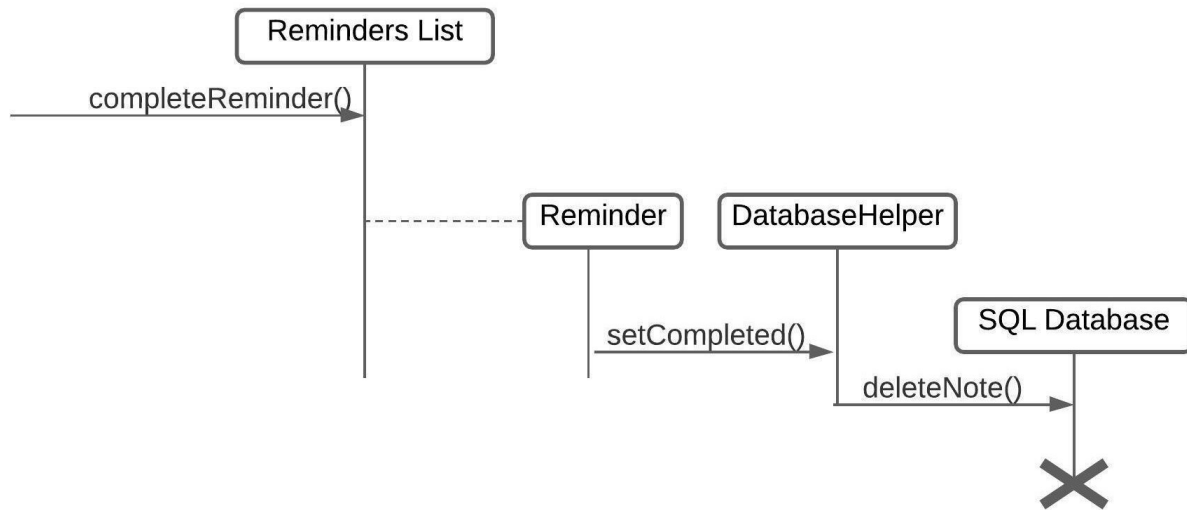 Reminders List
completeReminder()
Reminder
DatabaseHelper
SQL Database
setCompleted()
deleteNote()